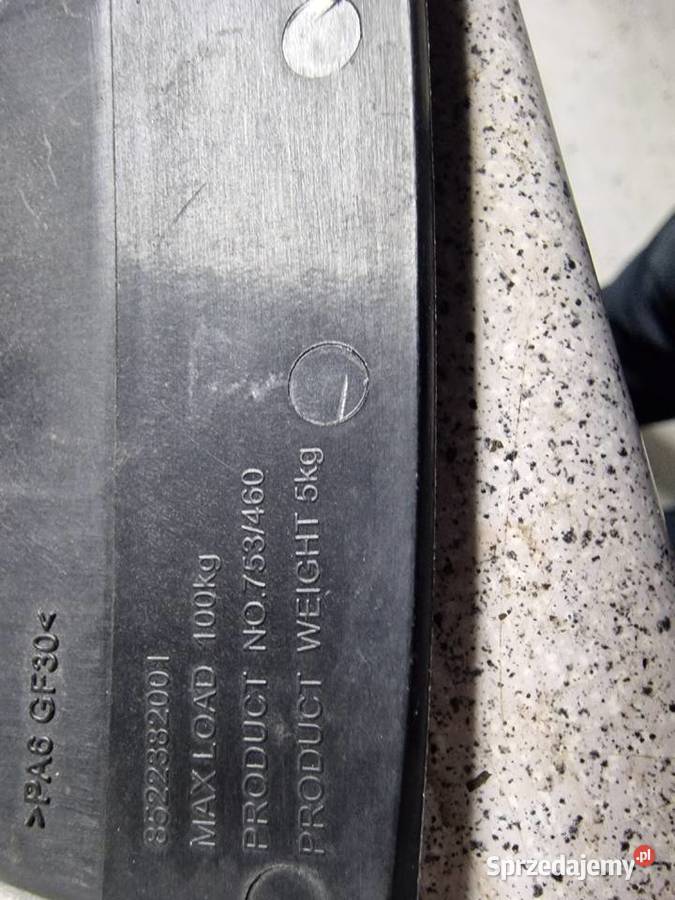 >PA6 GF30<
8522382001
MAX LOAD 100kg
PRODUCT NO.753/460
PRODUCT WEIGHT 5kg
Sprzedajemy.pl